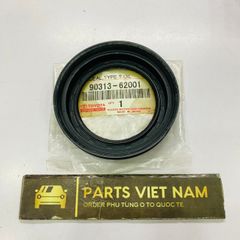 SEAL, TYPE T OIL
90313-62001
TOYOTA
1
PARTS VIET NAM
ORDER PHỤ TÙNG Ô TÔ QUỐC TẾ